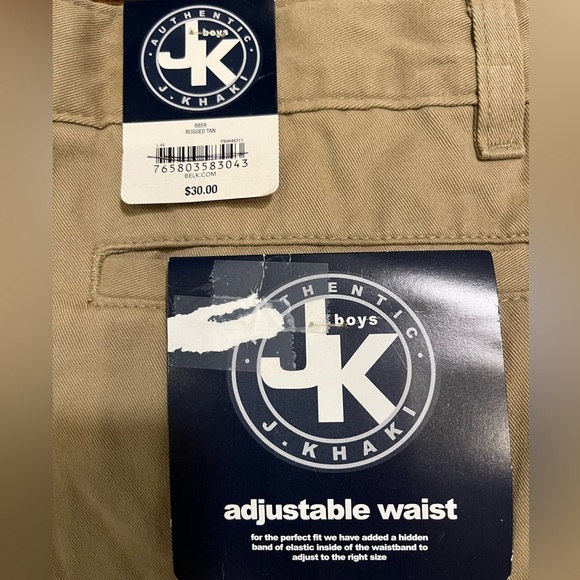 AUTHENTIC
boys
JK
J·KHAKI
RUGGED TAN
765803583043
BELK.COM
$30.00
AUTHENTIC
boys
JK
J·KHAKI
adjustable waist
for the perfect fit we have added a hidden
band of elastic inside of the waistband to
adjust to the right size